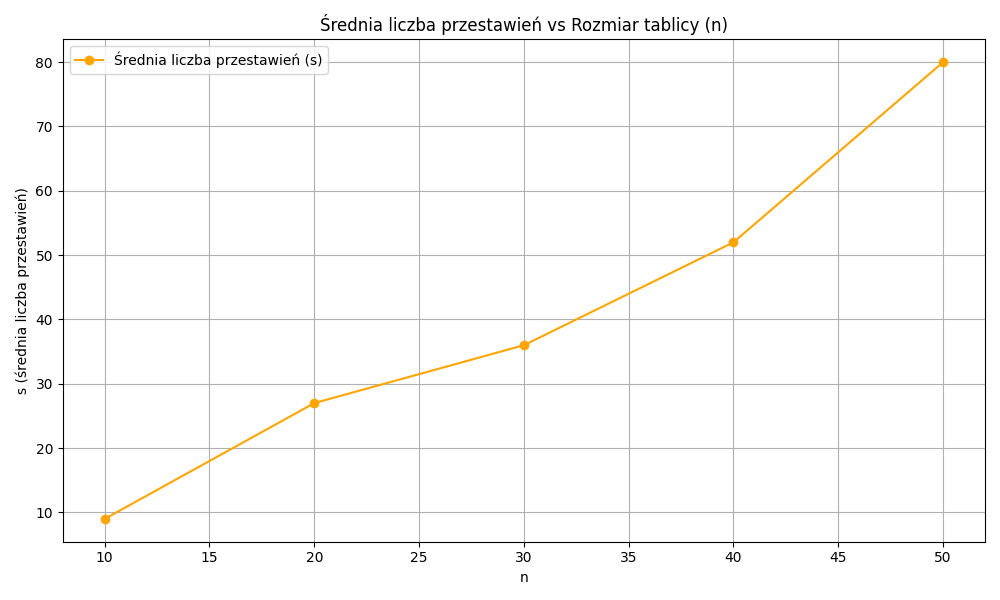 Średnia liczba przestawień vs Rozmiar tablicy (n)
Średnia liczba przestawień (s)
s (średnia liczba przestawień)
80
70
60
50
40
30
20
10
10 15 20 25 30 35 40 45 50
n